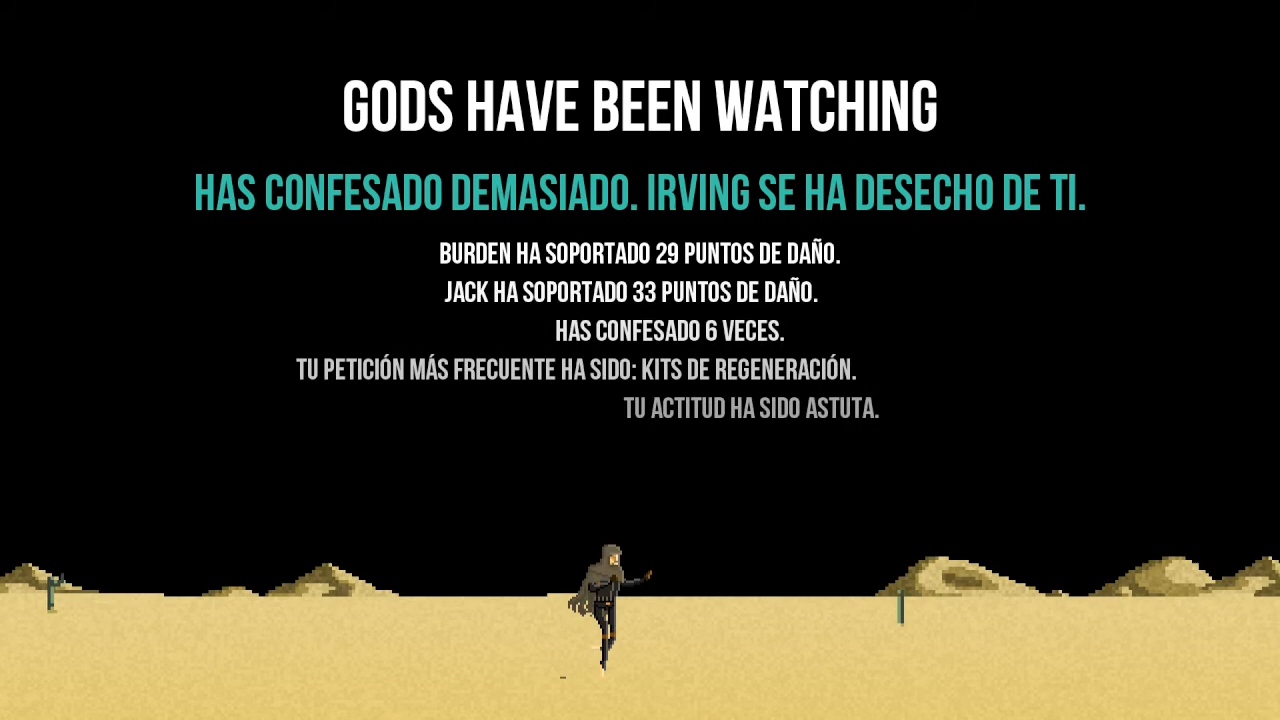 GODS HAVE BEEN WATCHING
HAS CONFESADO DEMASIADO. IRVING SE HA DESECHO DE TI.
BURDEN HA SOPORTADO 29 PUNTOS DE DAÑO.
JACK HA SOPORTADO 33 PUNTOS DE DAÑO.
HAS CONFESADO 6 VECES.
TU PETICIÓN MÁS FRECUENTE HA SIDO: KITS DE REGENERACIÓN.
TU ACTITUD HA SIDO ASTUTA.